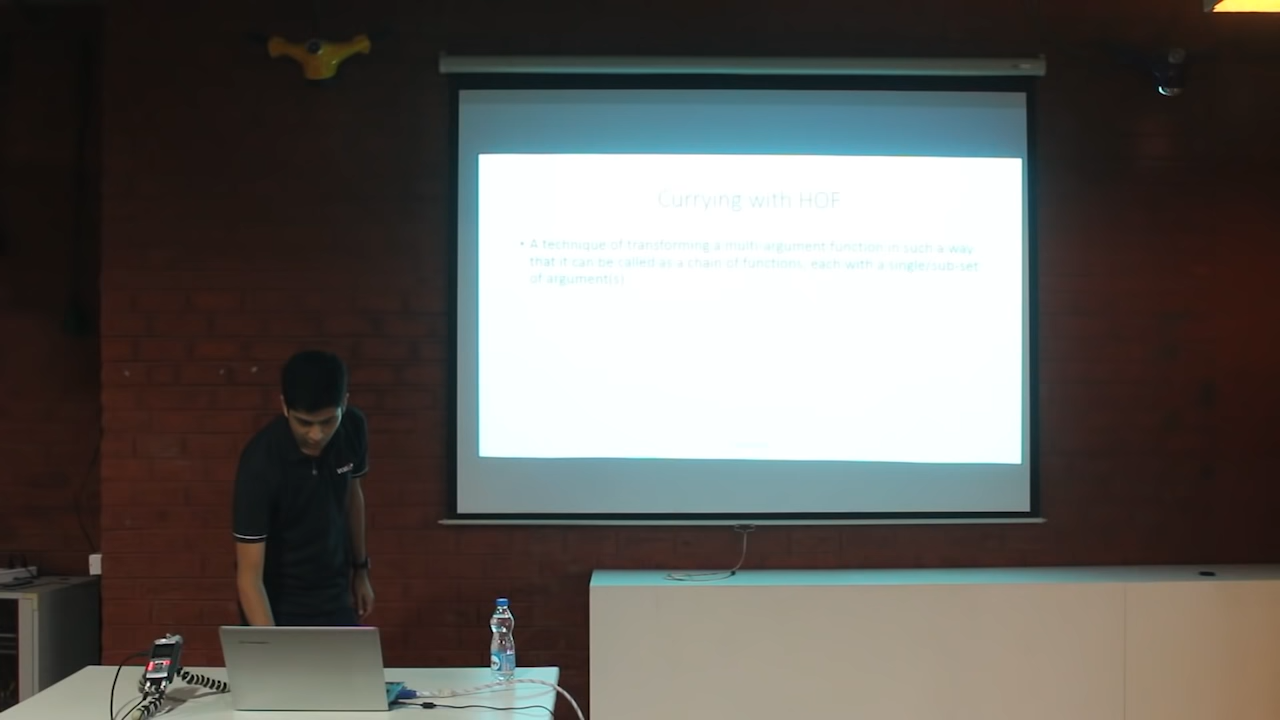 Currying with HOF
• A technique of transforming a multi-argument function in such a way
that it can be called as a chain of functions, each with a single/sub-set
of argument(s)